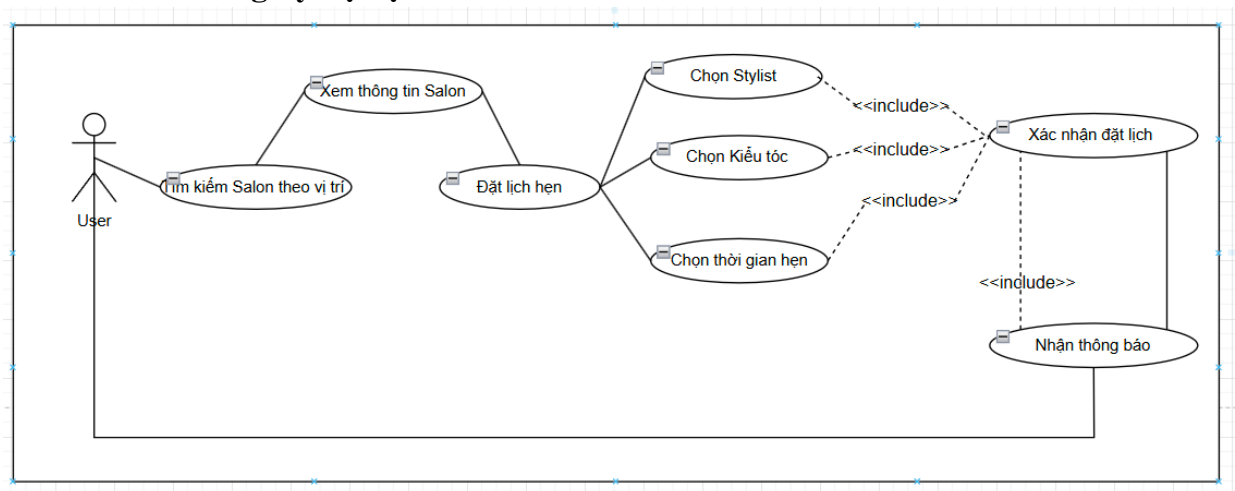 Xem thông tin Salon
Chọn Stylist
<<include>>
Xác nhận đặt lịch
Chọn Kiểu tóc
<<include>>
Tìm kiếm Salon theo vị trí
Đặt lịch hẹn
<<include>>
User
Chọn thời gian hẹn
<<include>>
Nhận thông báo